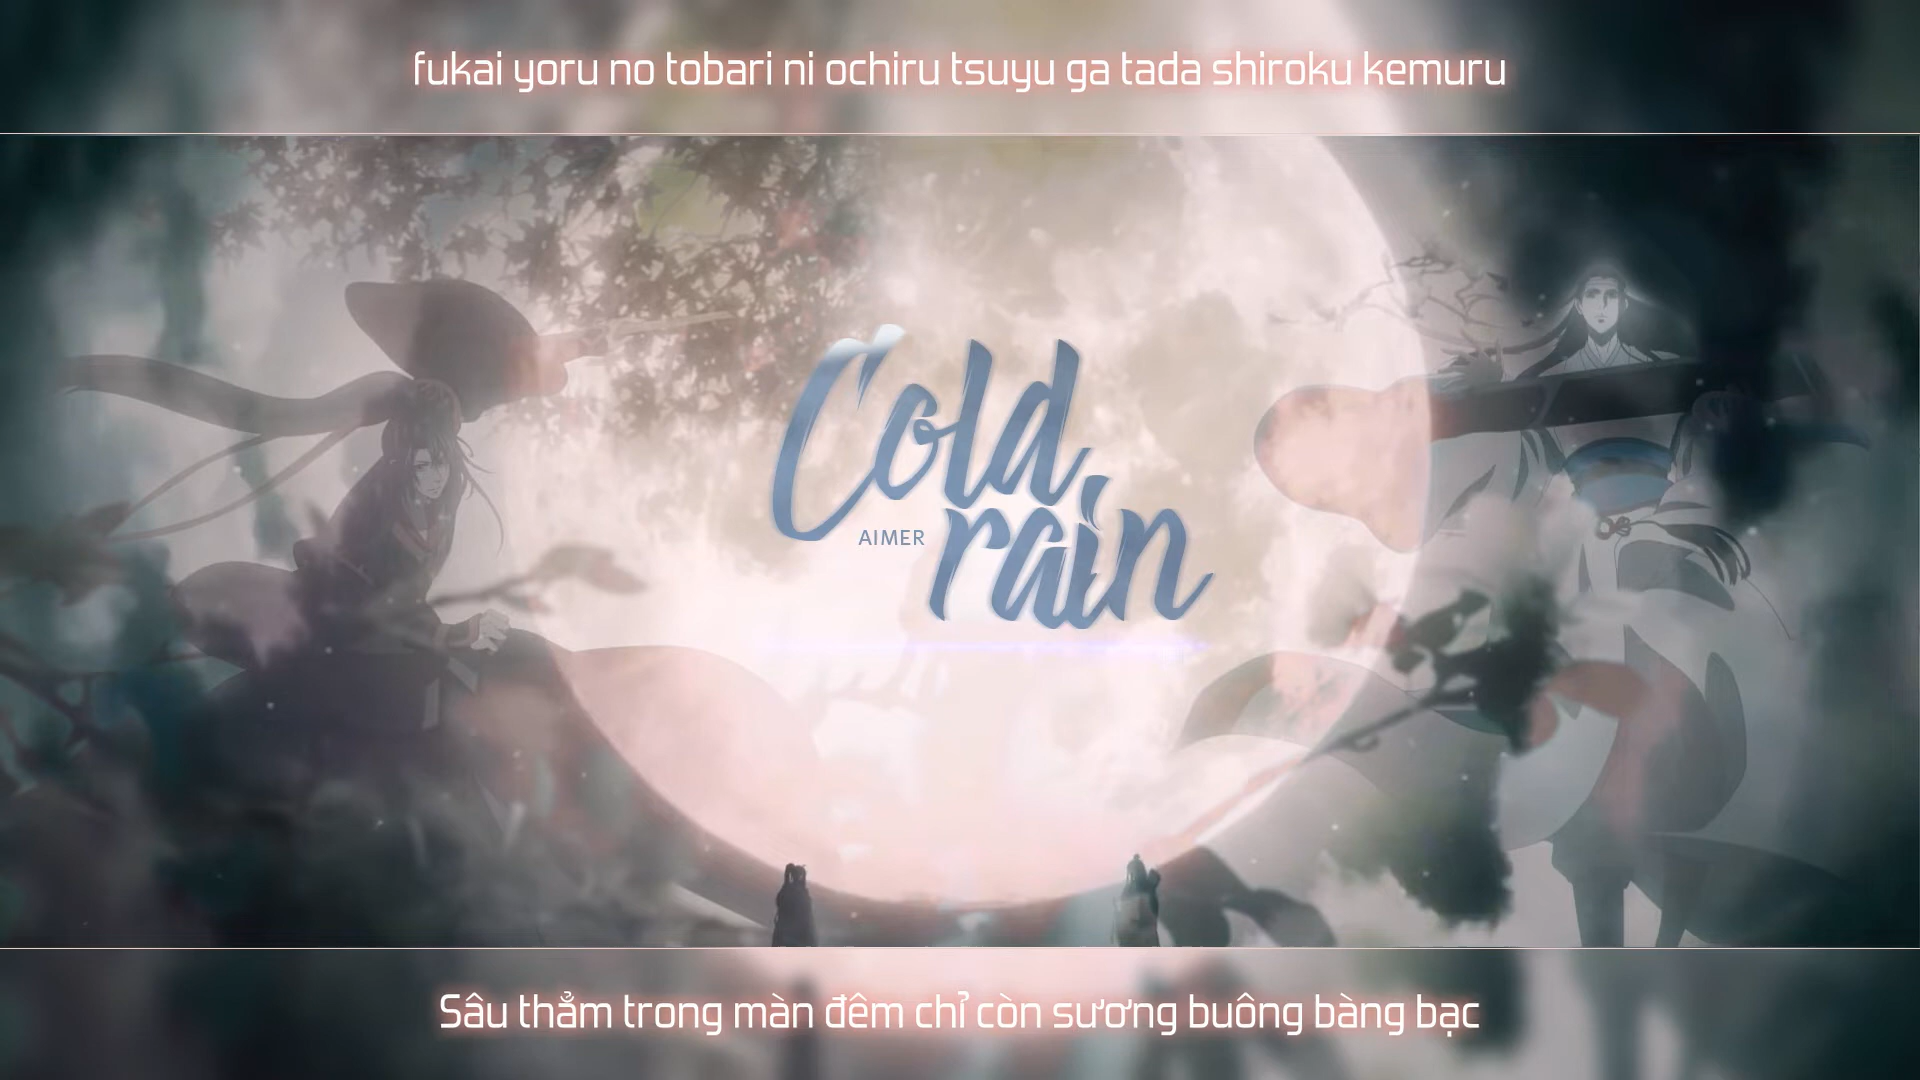 fukai yoru no tobari ni ochiru tsuyu ga tada shiroku kemuru
Cold
AIMER
rain
Sâu thẳm trong màn đêm chỉ còn sương buông bàng bạc